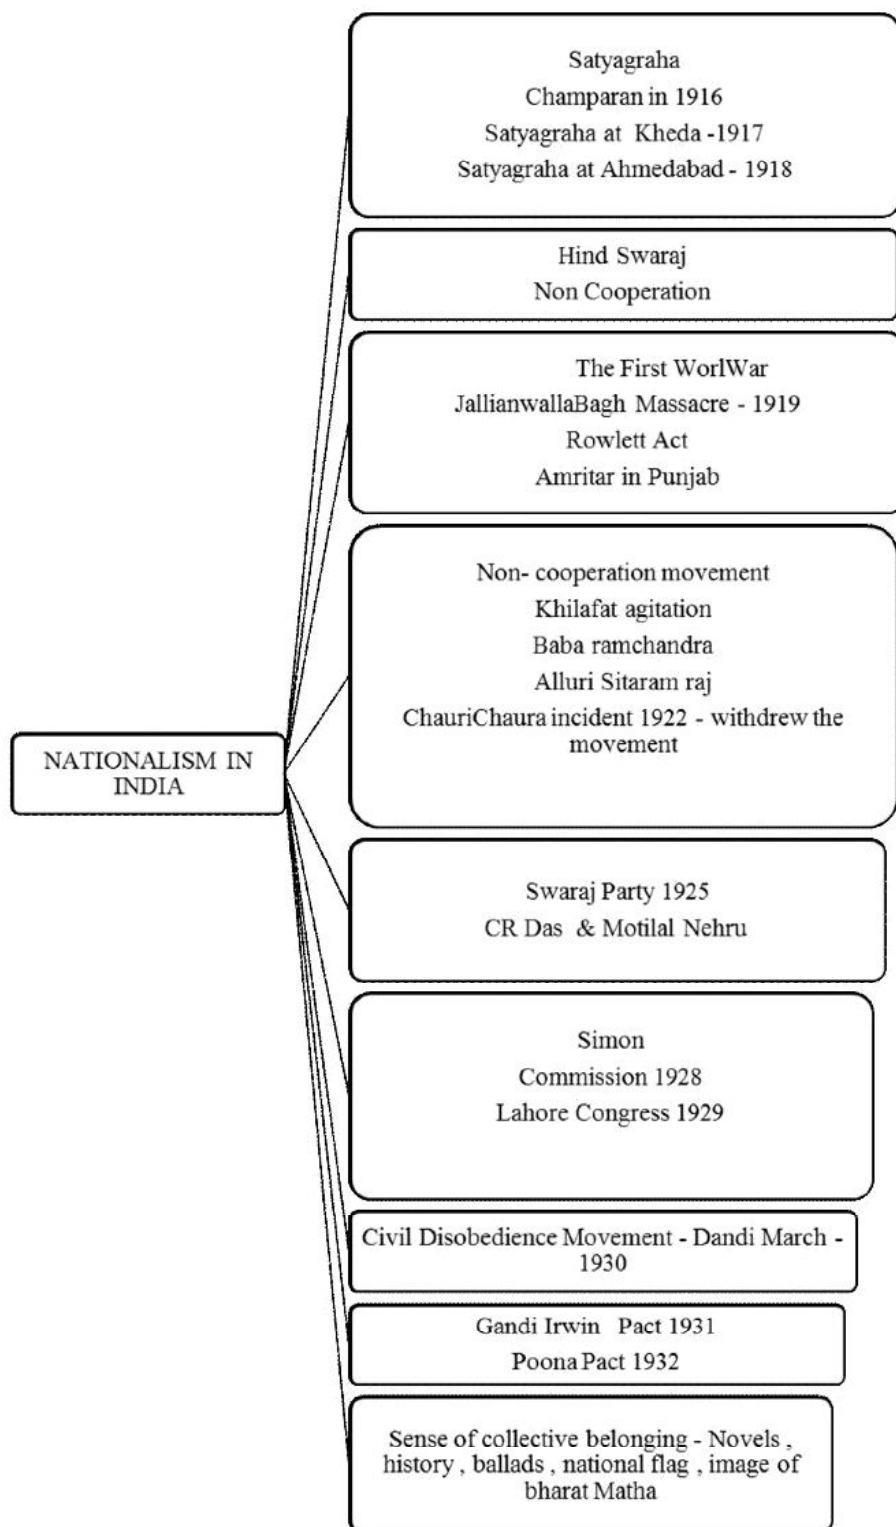 Satyagraha
Champaran in 1916
Satyagraha at Kheda -1917
Satyagraha at Ahmedabad - 1918
Hind Swaraj
Non Cooperation
The First WorlWar
JallianwallaBagh Massacre - 1919
Rowlett Act
Amritar in Punjab
Non- cooperation movement
Khilafat agitation
Baba ramchandra
Alluri Sitaram raj
ChauriChaura incident 1922 - withdrew the
movement
NATIONALISM IN
INDIA
Swaraj Party 1925
CR Das & Motilal Nehru
Simon
Commission 1928
Lahore Congress 1929
Civil Disobedience Movement - Dandi March -
1930
Gandi Irwin Pact 1931
Poona Pact 1932
Sense of collective belonging - Novels ,
history , ballads , national flag , image of
bharat Matha